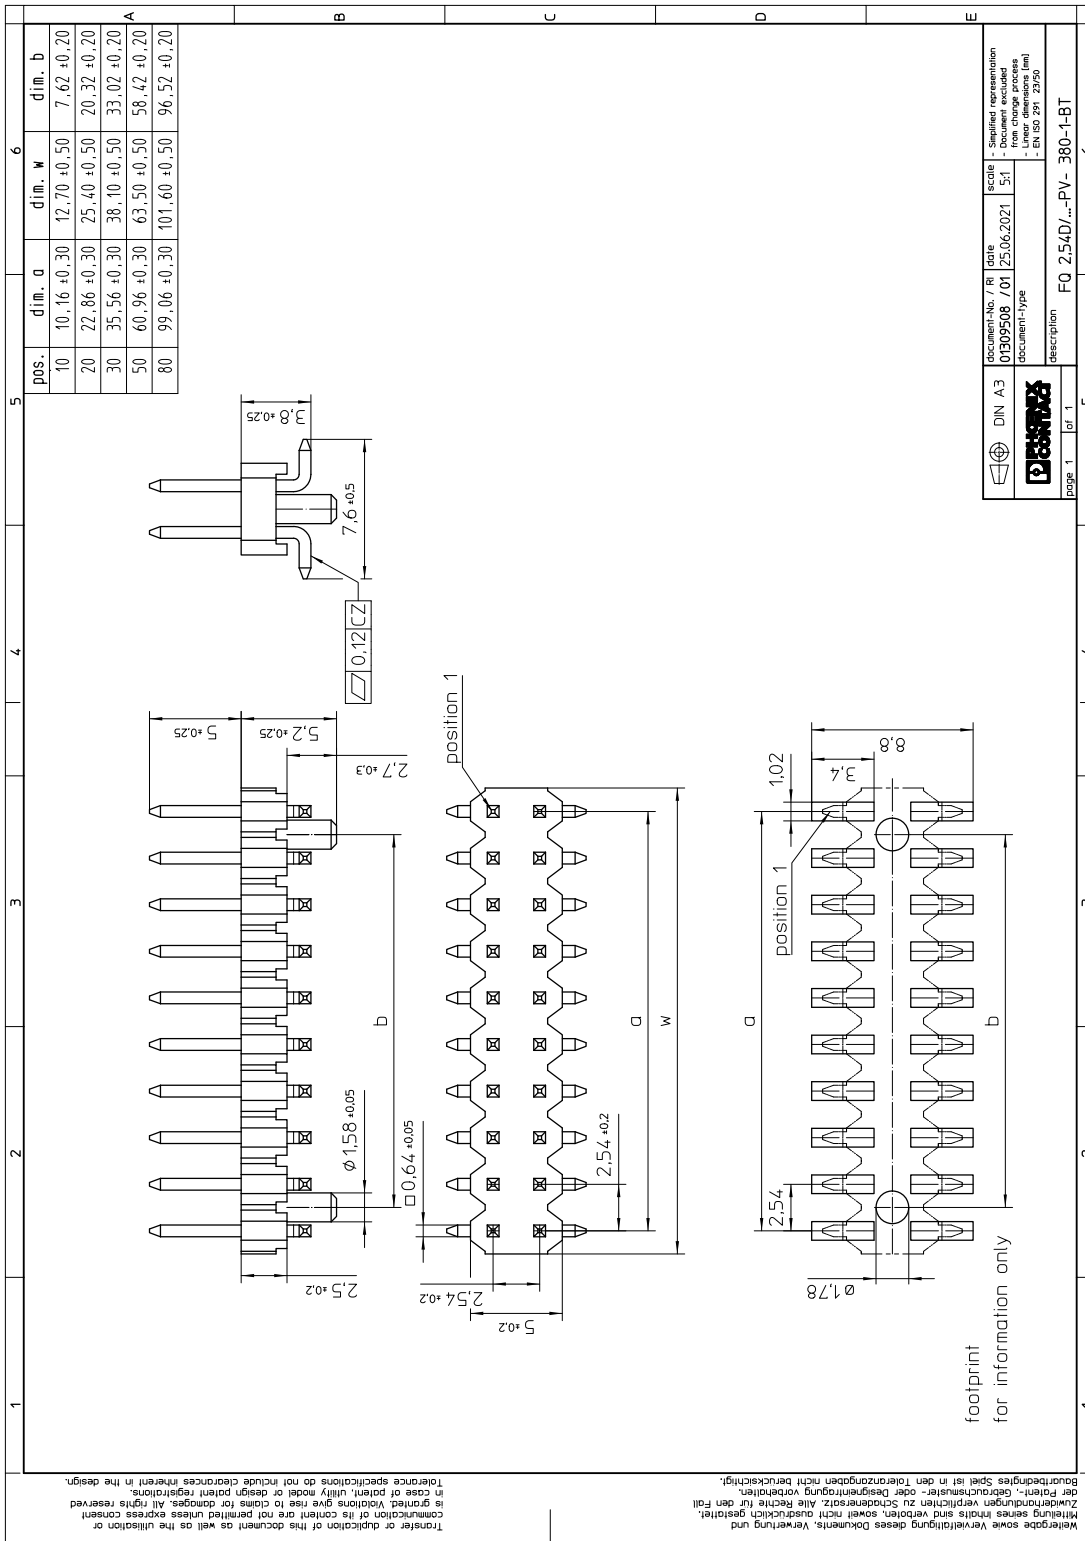 pos. dim. a dim. w dim. b
10 10,16 ±0,30 12,70 ±0,50 7,62 ±0,20
20 22,86 ±0,30 25,40 ±0,50 20,32 ±0,20
30 35,56 ±0,30 38,10 ±0,50 33,02 ±0,20
50 60,96 ±0,30 63,50 ±0,50 58,42 ±0,20
80 99,06 ±0,30 101,60 ±0,50 96,52 ±0,20
1 2 3 4 5 6
A
B
C
D
E
5 ±0,25
5,2 ±0,25
2,7 ±0,3
b
⌀1,58 ±0,05
2,5 ±0,2
3,8 ±0,25
7,6 ±0,5
0,12 CZ
position 1
□0,64 ±0,05
2,54 ±0,2
2,54 ±0,2
5 ±0,2
a
w
position 1
1,02
3,4
8,8
a
2,54
b
⌀1,78
footprint
for information only
DIN A3
PHOENIX
CONTACT
page 1 of 1
document-No. / RI
01309508 / 01
date
25.06.2021
scale
5:1
- Simplified representation
- Document excluded
from change process
- Linear dimensions [mm]
- EN ISO 291 23/50
document-type
description
FQ 2,54D/...-PV- 380-1-BT
Transfer or duplication of this document as well as the utilisation or
communication of its content are not permitted unless express consent
is granted. Violations give rise to claims for damages. All rights reserved
in case of patent, utility model or design patent registrations.
Tolerance specifications do not include clearances inherent in the design.
Weitergabe sowie Vervielfältigung dieses Dokuments, Verwertung und
Mitteilung seines Inhalts sind verboten, soweit nicht ausdrücklich gestattet.
Zuwiderhandlungen verpflichten zu Schadenersatz. Alle Rechte für den Fall
der Patent-, Gebrauchsmuster- oder Designeintragung vorbehalten.
Bauartbedingtes Spiel ist in den Toleranzangaben nicht berücksichtigt.